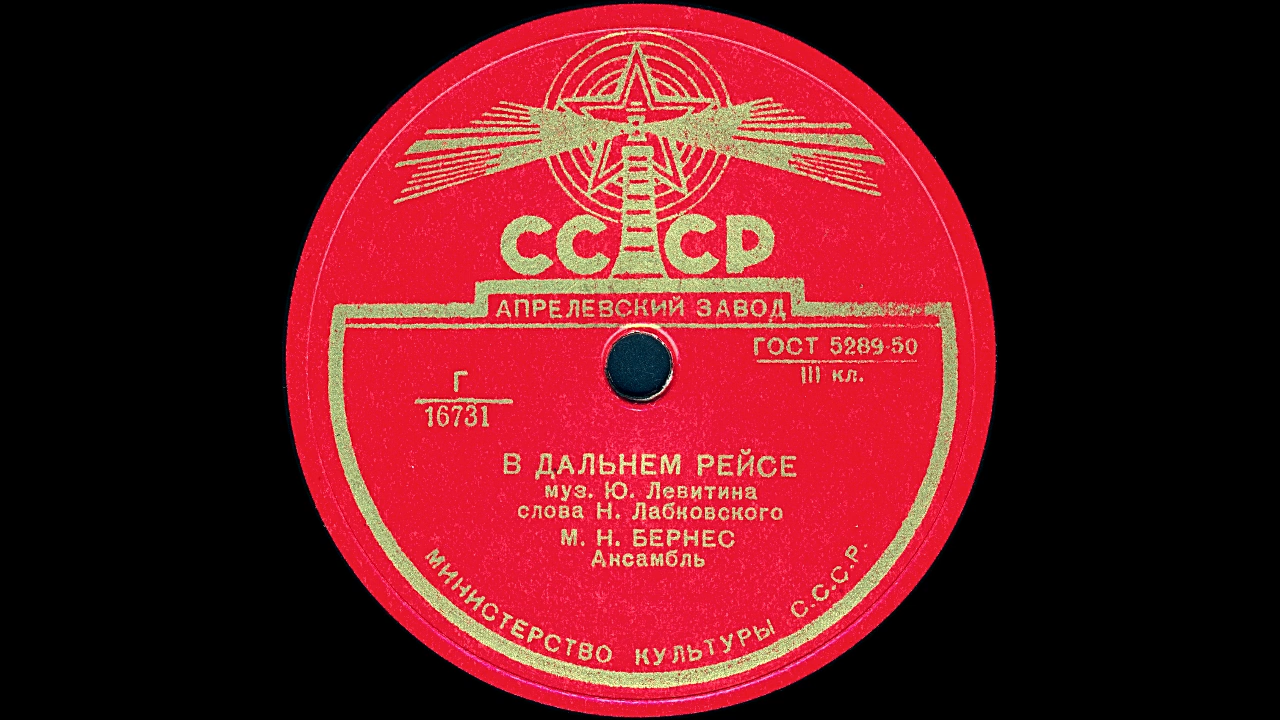 СССР
АПРЕЛЕВСКИЙ ЗАВОД
ГОСТ 5289-50
III кл.
Г
16731
В ДАЛЬНЕМ РЕЙСЕ
муз. Ю. Левитина
слова Н. Лабковского
М. Н. БЕРНЕС
Ансамбль
МИНИСТЕРСТВО КУЛЬТУРЫ С.С.С.Р.